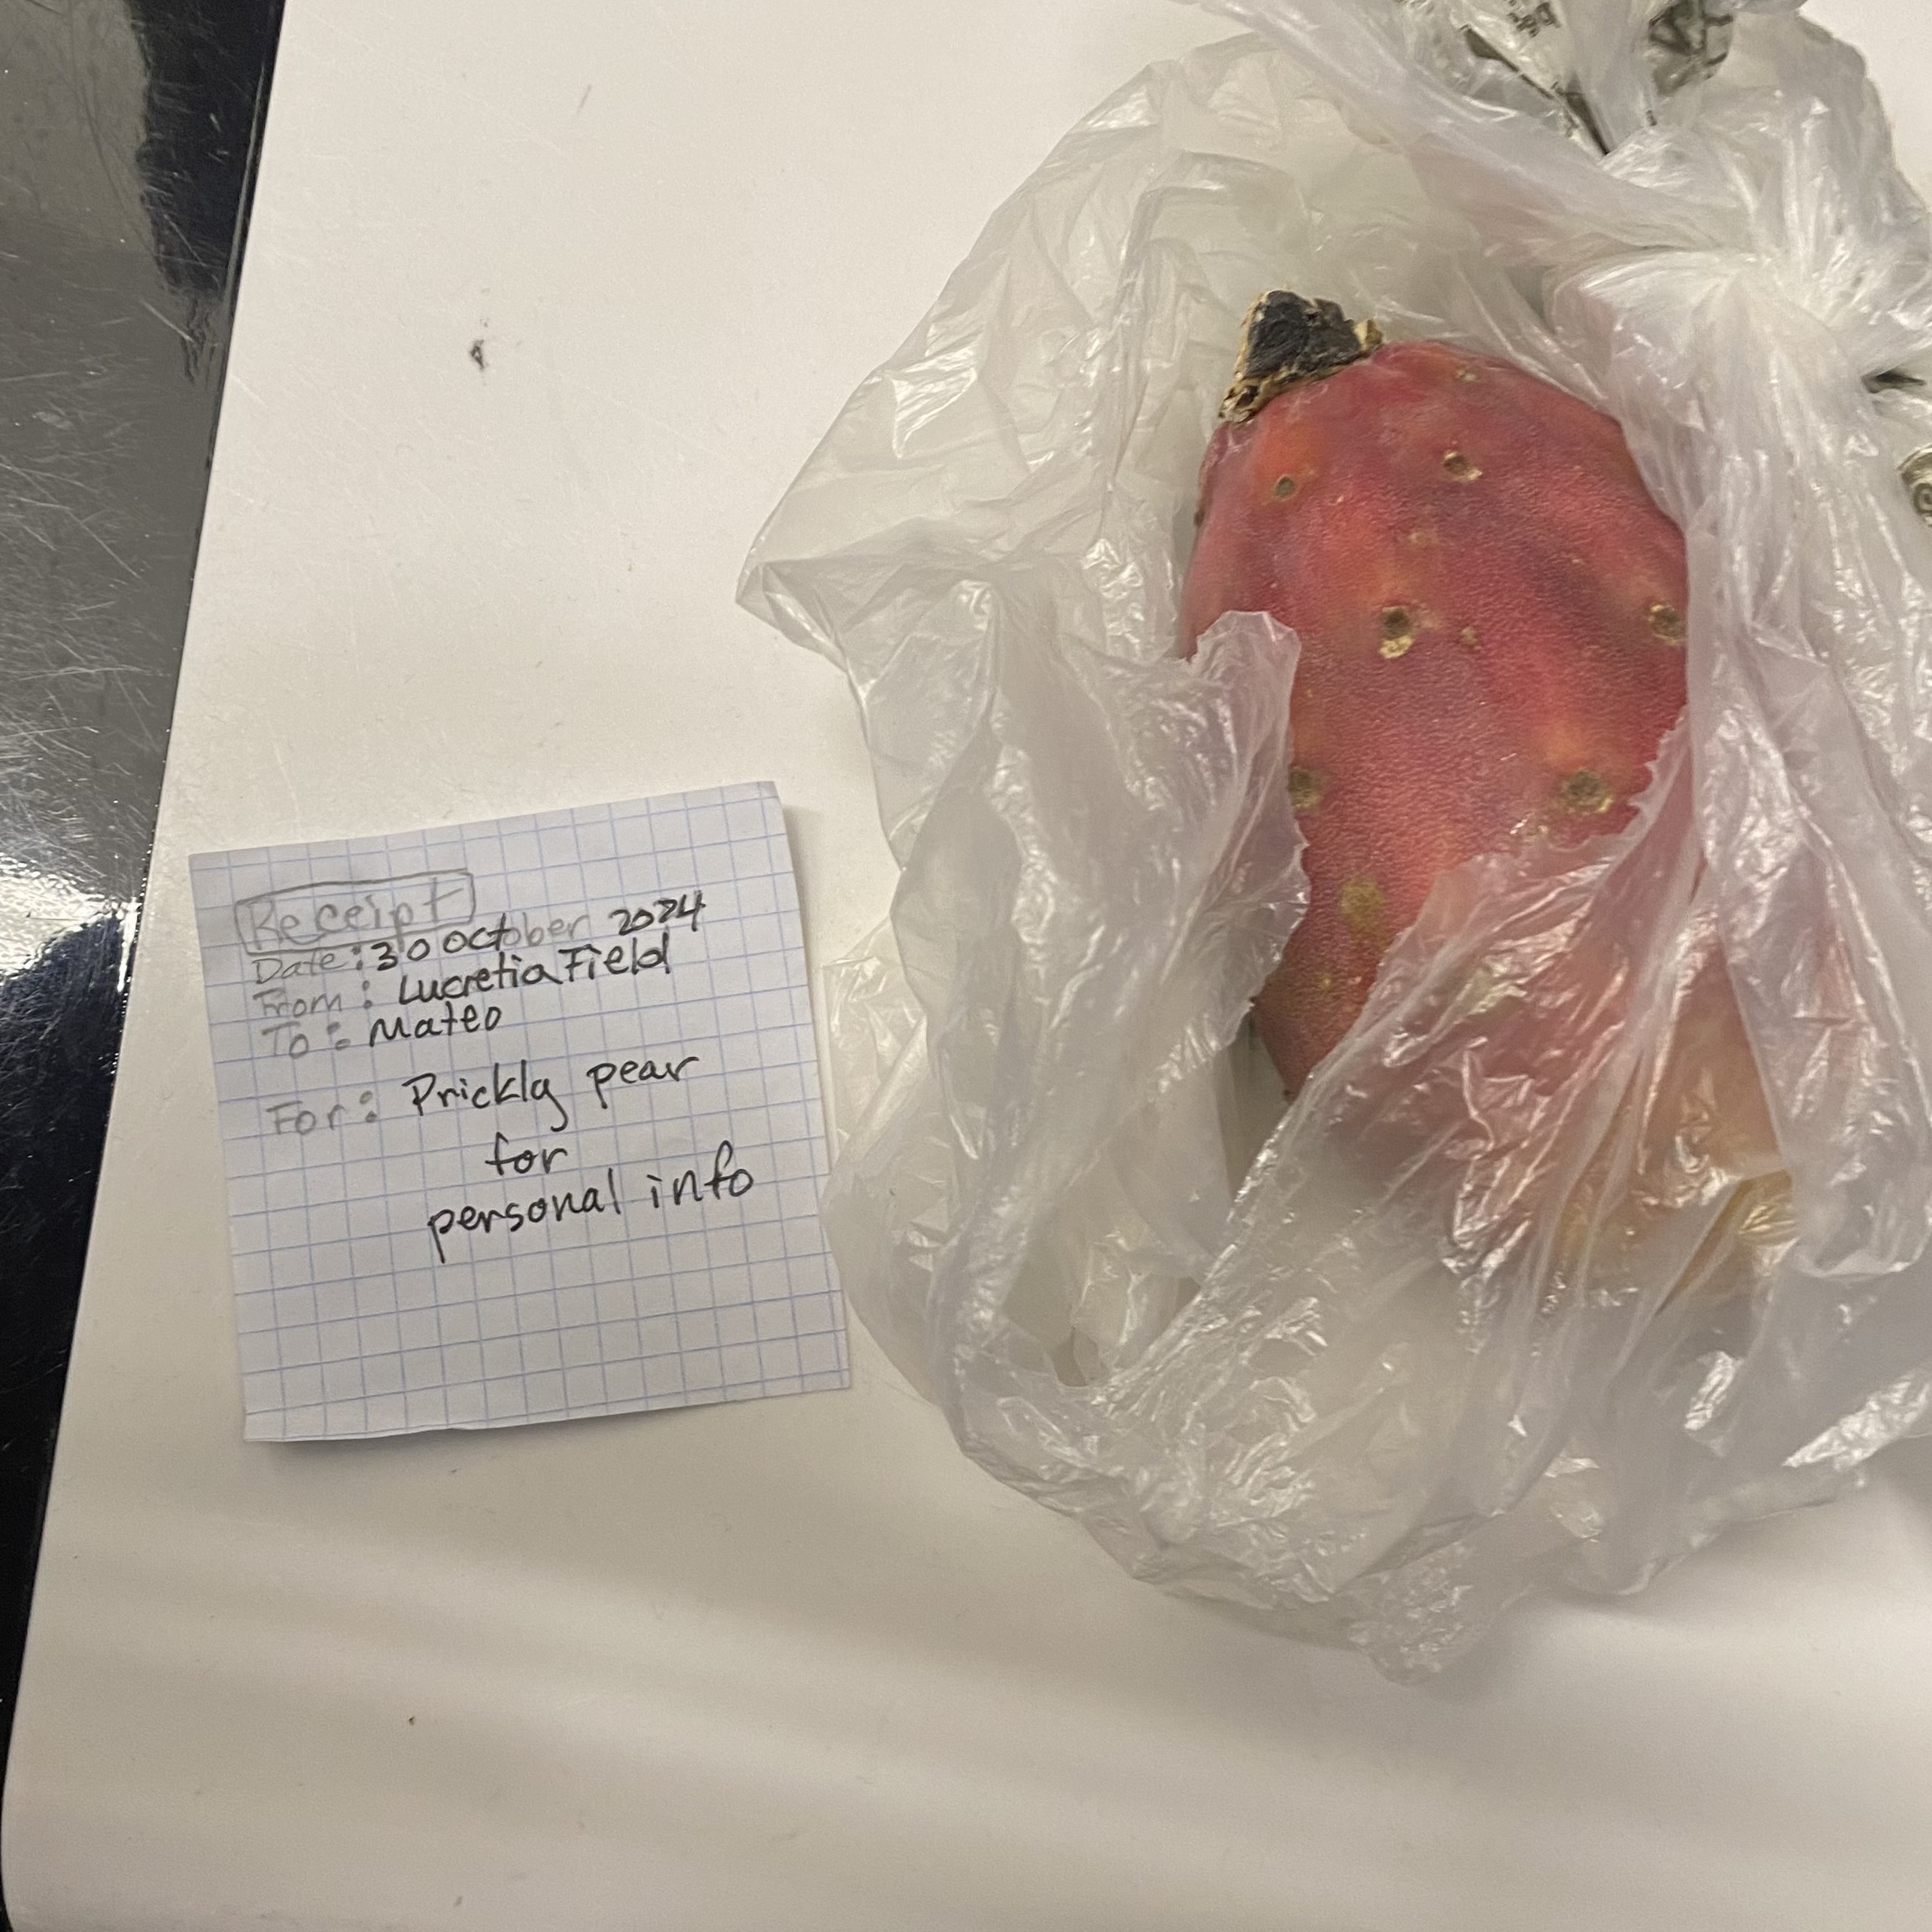 Receipt
Date: 30 October 2024
From: Lucretia Field
To: Mateo
For: Prickly pear
for
personal info